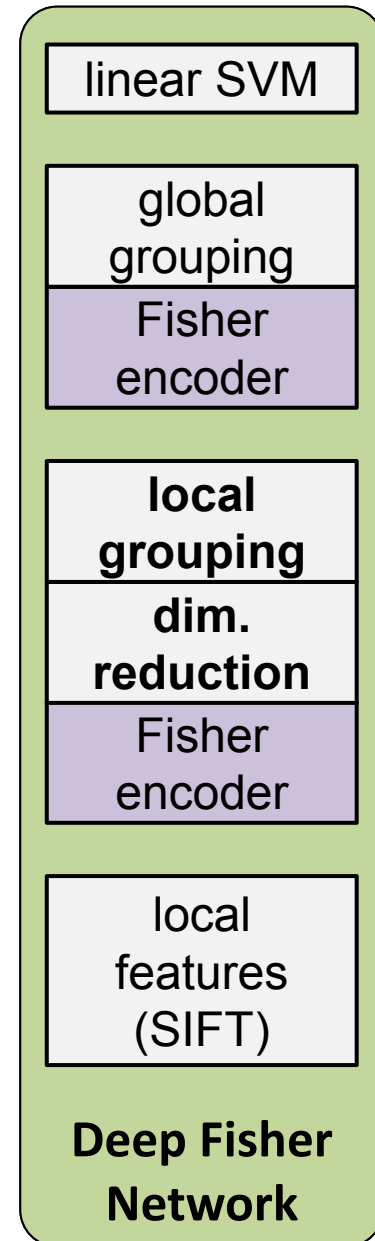 linear SVM
global
grouping
Fisher
encoder
local
grouping
dim.
reduction
Fisher
encoder
local
features
(SIFT)
Deep Fisher
Network